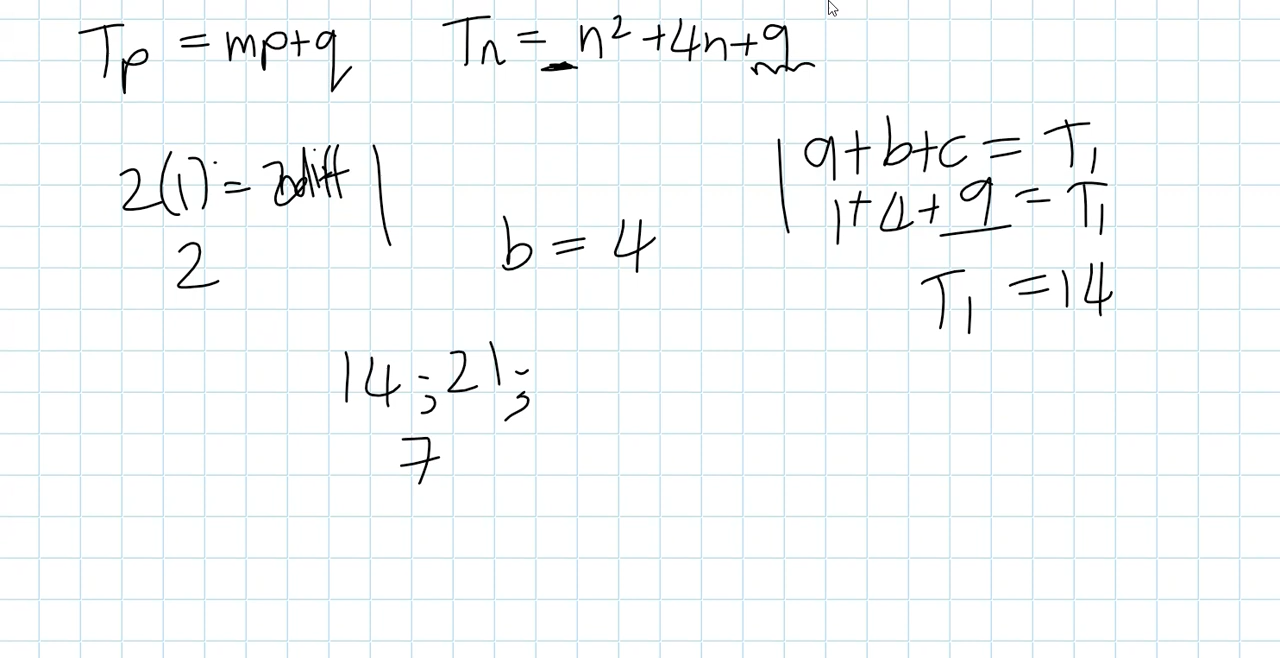 Tp = mp+q
Tn = _n²+4n+9
2(1) = 2diff
2
b = 4
a+b+c = T₁
1+4+9 = T₁
T₁ = 14
14 ; 21 ;
7